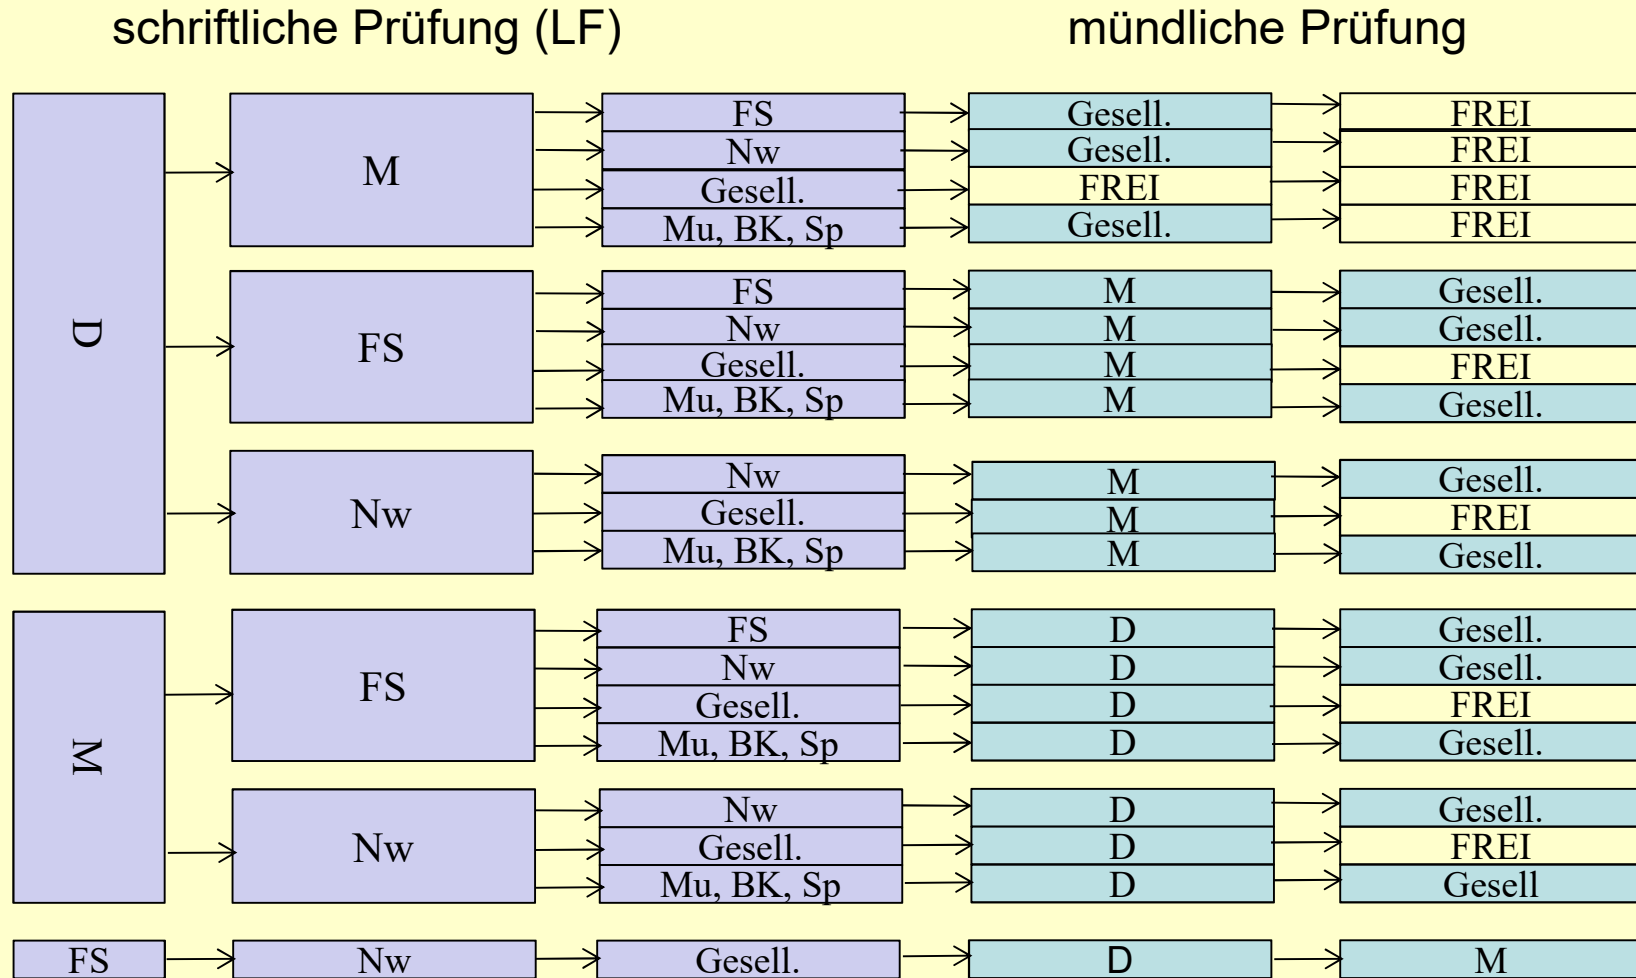 schriftliche Prüfung (LF) mündliche Prüfung
D
M
FS Gesell. FREI
Nw Gesell. FREI
Gesell. FREI FREI
Mu, BK, Sp Gesell. FREI
FS
FS M Gesell.
Nw M Gesell.
Gesell. M FREI
Mu, BK, Sp M Gesell.
Nw
Nw M Gesell.
Gesell. M FREI
Mu, BK, Sp M Gesell.
M
FS
FS D Gesell.
Nw D Gesell.
Gesell. D FREI
Mu, BK, Sp D Gesell.
Nw
Nw D Gesell.
Gesell. D FREI
Mu, BK, Sp D Gesell
FS Nw Gesell. D M